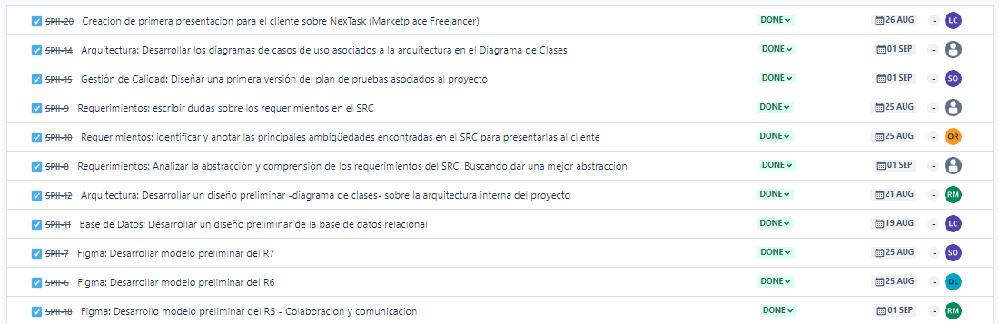 SPII-20 Creacion de primera presentacion para el cliente sobre NexTask (Marketplace Freelancer) DONE 26 AUG - LC
SPII-14 Arquitectura: Desarrollar los diagramas de casos de uso asociados a la arquitectura en el Diagrama de Clases DONE 01 SEP -
SPII-15 Gestión de Calidad: Diseñar una primera versión del plan de pruebas asociados al proyecto DONE 01 SEP - SO
SPII-9 Requerimientos: escribir dudas sobre los requerimientos en el SRC DONE 25 AUG -
SPII-10 Requerimientos: identificar y anotar las principales ambigüedades encontradas en el SRC para presentarlas al cliente DONE 25 AUG - OR
SPII-8 Requerimientos: Analizar la abstracción y comprensión de los requerimientos del SRC. Buscando dar una mejor abstracción DONE 01 SEP -
SPII-12 Arquitectura: Desarrollar un diseño preliminar -diagrama de clases- sobre la arquitectura interna del proyecto DONE 21 AUG - RM
SPII-11 Base de Datos: Desarrollar un diseño preliminar de la base de datos relacional DONE 19 AUG - LC
SPII-7 Figma: Desarrollar modelo preliminar del R7 DONE 25 AUG - SO
SPII-6 Figma: Desarrollar modelo preliminar del R6 DONE 25 AUG - DL
SPII-18 Figma: Desarrollo modelo preliminar del R5 - Colaboracion y comunicacion DONE 01 SEP - RM